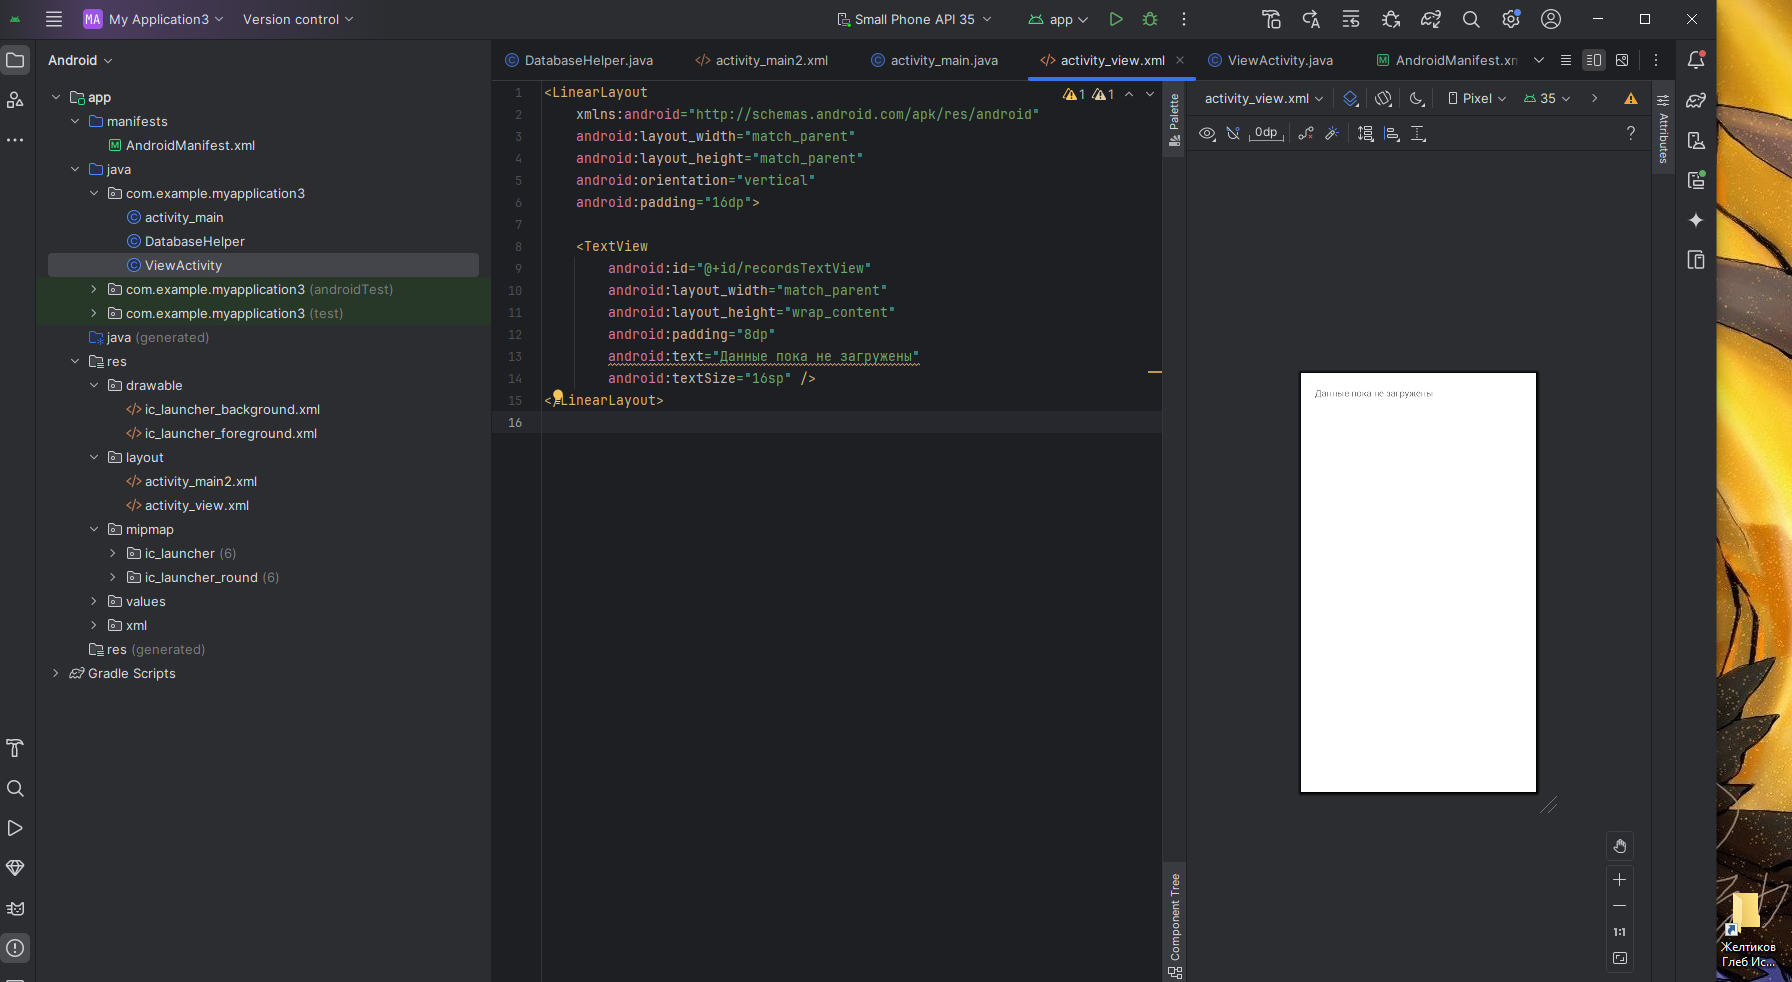 MA My Application3 Version control Small Phone API 35 app
Android
app
manifests
AndroidManifest.xml
java
com.example.myapplication3
activity_main
DatabaseHelper
ViewActivity
com.example.myapplication3 (androidTest)
com.example.myapplication3 (test)
java (generated)
res
drawable
ic_launcher_background.xml
ic_launcher_foreground.xml
layout
activity_main2.xml
activity_view.xml
mipmap
ic_launcher (6)
ic_launcher_round (6)
values
xml
res (generated)
Gradle Scripts
DatabaseHelper.java activity_main2.xml activity_main.java activity_view.xml ViewActivity.java AndroidManifest.xm
1 <LinearLayout
2 xmlns:android="http://schemas.android.com/apk/res/android"
3 android:layout_width="match_parent"
4 android:layout_height="match_parent"
5 android:orientation="vertical"
6 android:padding="16dp">
7
8 <TextView
9 android:id="@+id/recordsTextView"
10 android:layout_width="match_parent"
11 android:layout_height="wrap_content"
12 android:padding="8dp"
13 android:text="Данные пока не загружены"
14 android:textSize="16sp" />
15 </LinearLayout>
16
1 1
Palette
Component Tree
activity_view.xml Pixel 35
0dp ?
Attributes
Данные пока не загружены
1:1
Желтиков
Глеб Ис...